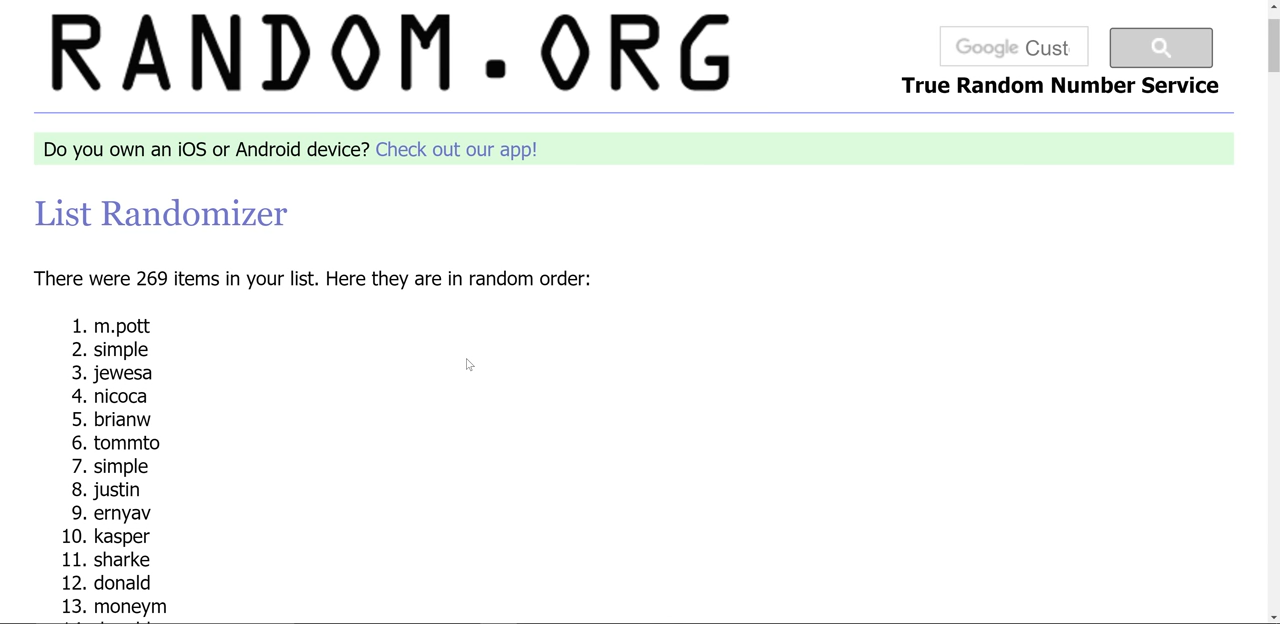 RANDOM.ORG
Google Cust
True Random Number Service
Do you own an iOS or Android device? Check out our app!
List Randomizer
There were 269 items in your list. Here they are in random order:
1. m.pott
2. simple
3. jewesa
4. nicoca
5. brianw
6. tommto
7. simple
8. justin
9. ernyav
10. kasper
11. sharke
12. donald
13. moneym